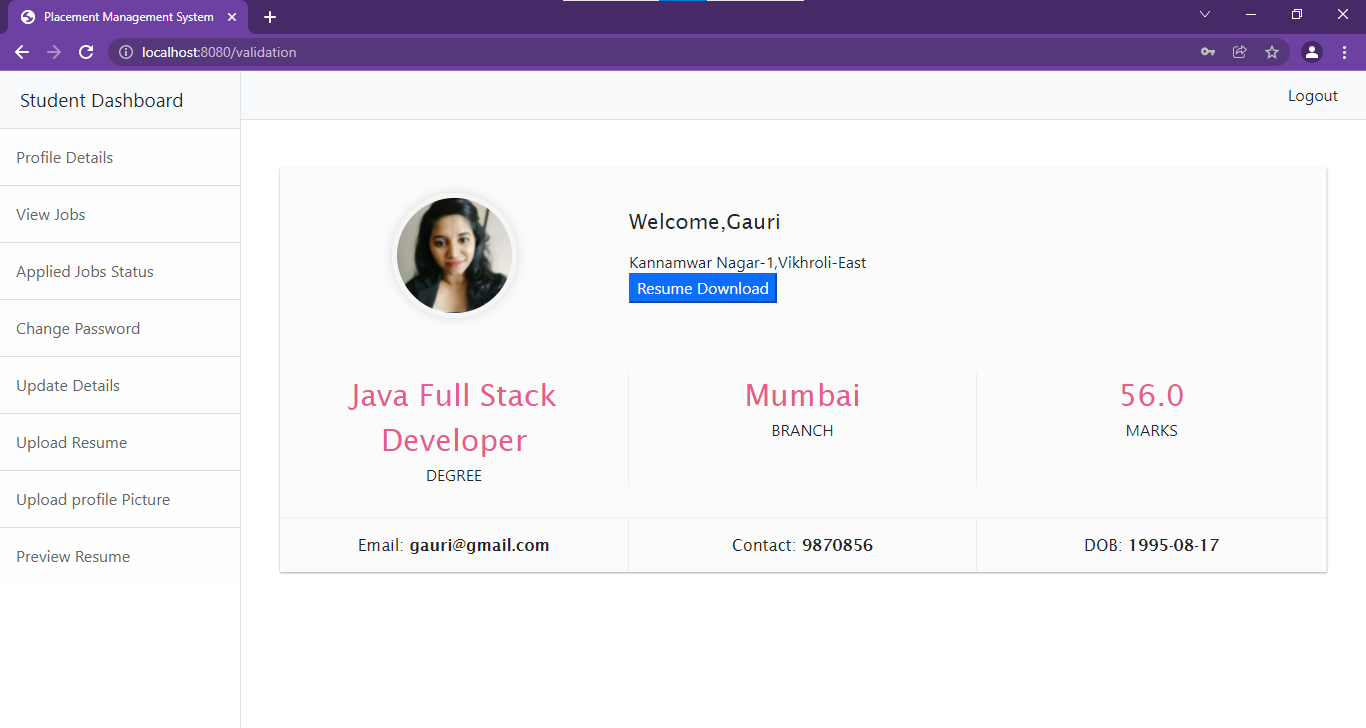 Placement Management System
localhost:8080/validation
Student Dashboard
Logout
Profile Details
View Jobs
Applied Jobs Status
Change Password
Update Details
Upload Resume
Upload profile Picture
Preview Resume
Welcome,Gauri
Kannamwar Nagar-1,Vikhroli-East
Resume Download
Java Full Stack
Developer
DEGREE
Mumbai
BRANCH
56.0
MARKS
Email: gauri@gmail.com
Contact: 9870856
DOB: 1995-08-17